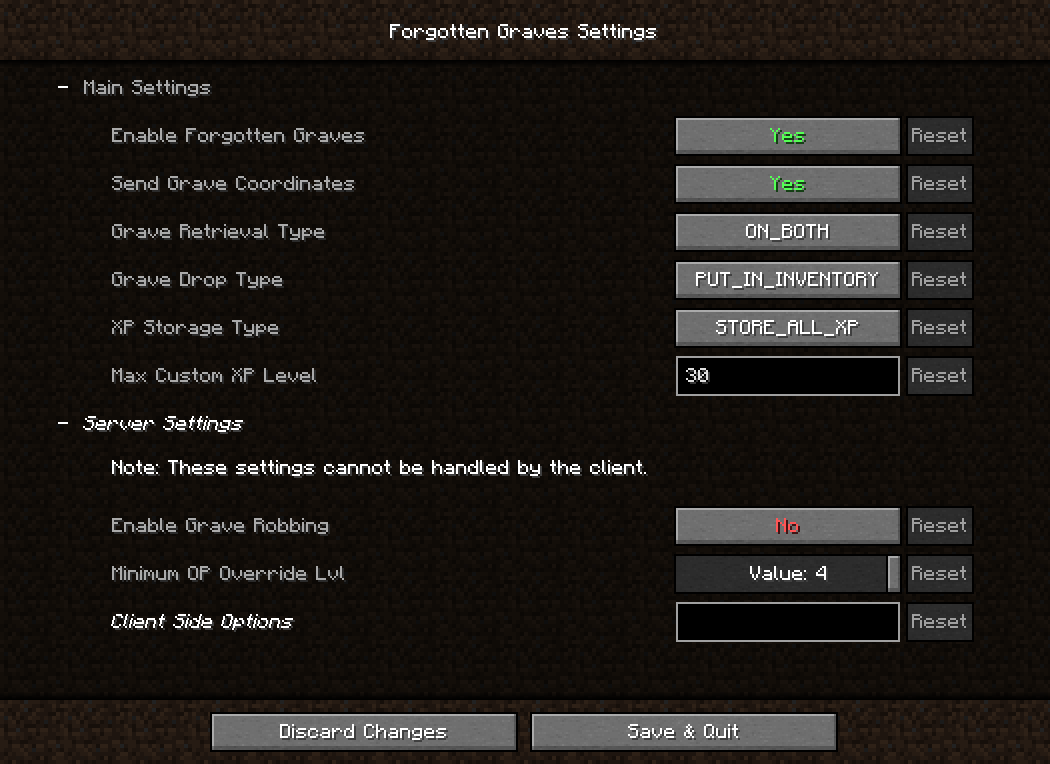 Forgotten Graves Settings
- Main Settings
Enable Forgotten Graves Yes Reset
Send Grave Coordinates Yes Reset
Grave Retrieval Type ON_BOTH Reset
Grave Drop Type PUT_IN_INVENTORY Reset
XP Storage Type STORE_ALL_XP Reset
Max Custom XP Level 30 Reset
- Server Settings
Note: These settings cannot be handled by the client.
Enable Grave Robbing No Reset
Minimum OP Override Lvl Value: 4 Reset
Client Side Options Reset
Discard Changes Save & Quit